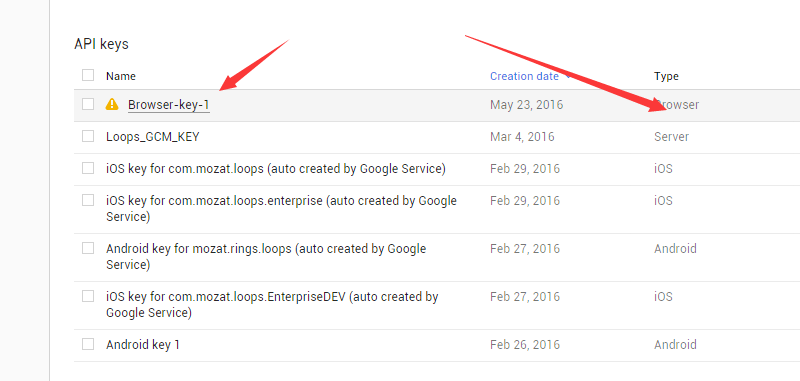 API keys
Name Creation date Type
Browser-key-1 May 23, 2016 Browser
Loops_GCM_KEY Mar 4, 2016 Server
iOS key for com.mozat.loops (auto created by Google Service) Feb 29, 2016 iOS
iOS key for com.mozat.loops.enterprise (auto created by Google Feb 29, 2016 iOS
Service)
Android key for mozat.rings.loops (auto created by Google Feb 27, 2016 Android
Service)
iOS key for com.mozat.loops.EnterpriseDEV (auto created by Feb 27, 2016 iOS
Google Service)
Android key 1 Feb 26, 2016 Android